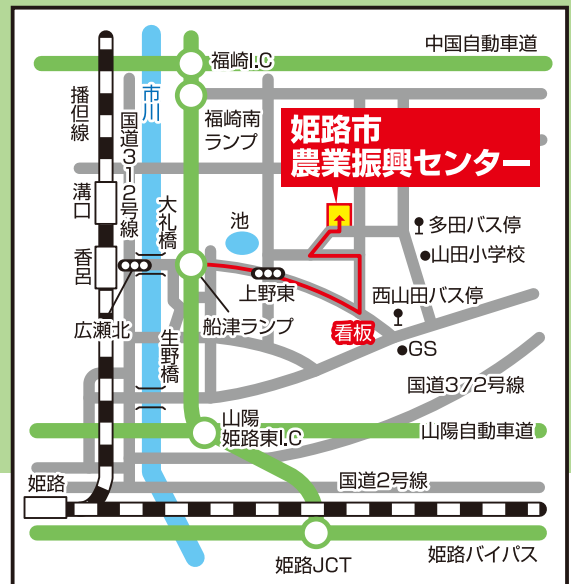 中国自動車道
福崎I.C
播但線
国道312号線
市川
福崎南
ランプ
姫路市
農業振興センター
溝口
大礼橋
池
多田バス停
山田小学校
香呂
上野東
西山田バス停
広瀬北
船津ランプ
看板
生野橋
GS
国道372号線
山陽
姫路東I.C
山陽自動車道
姫路
国道2号線
姫路JCT
姫路バイパス